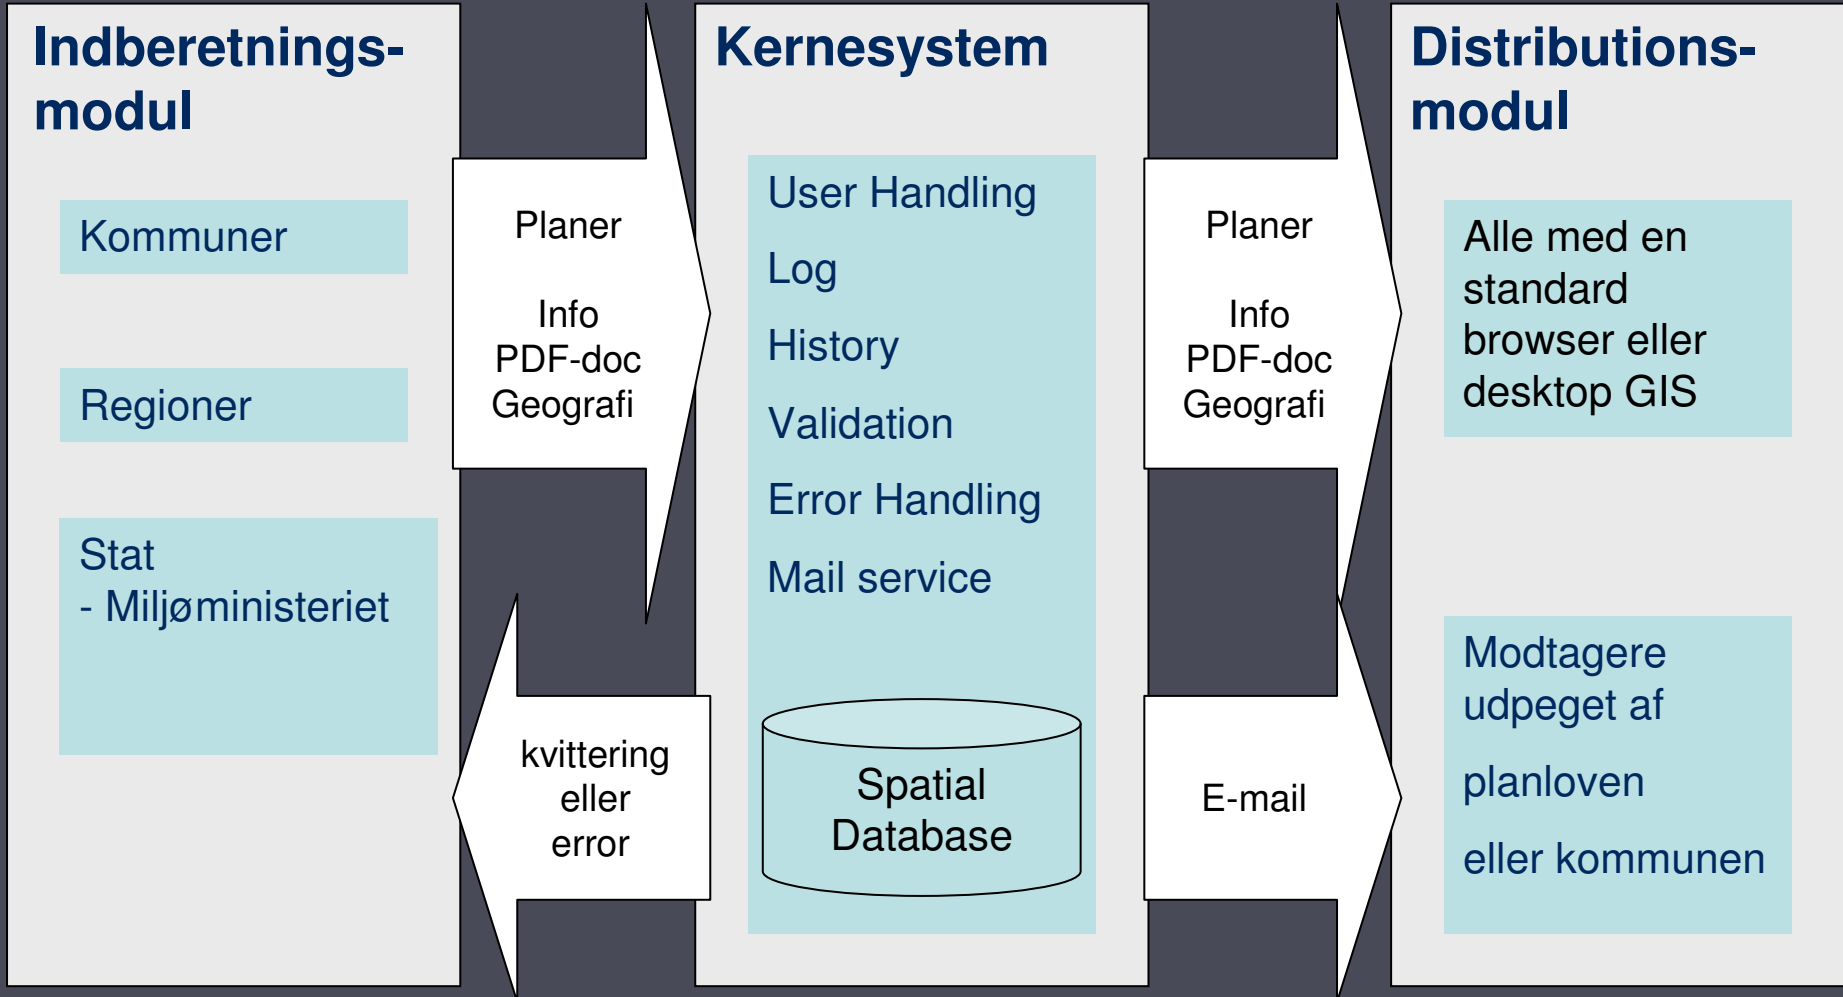 Indberetnings-
modul
Kommuner
Regioner
Stat
- Miljøministeriet
Planer
Info
PDF-doc
Geografi
kvittering
eller
error
Kernesystem
User Handling
Log
History
Validation
Error Handling
Mail service
Spatial
Database
Planer
Info
PDF-doc
Geografi
E-mail
Distributions-
modul
Alle med en
standard
browser eller
desktop GIS
Modtagere
udpeget af
planloven
eller kommunen